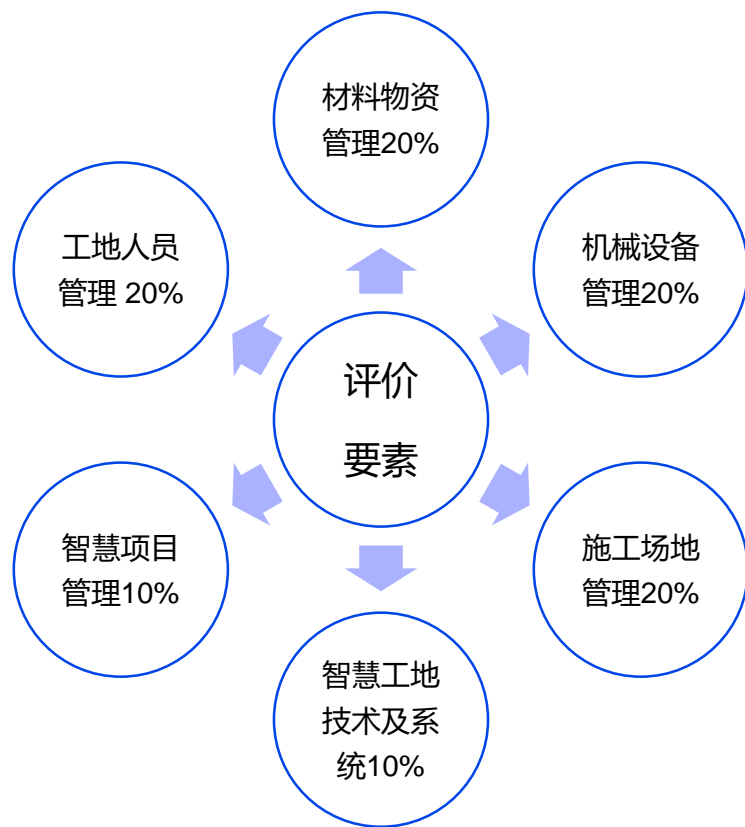 材料物资
管理20%
工地人员
管理 20%
机械设备
管理20%
评价
要素
智慧项目
管理10%
施工场地
管理20%
智慧工地
技术及系
统10%